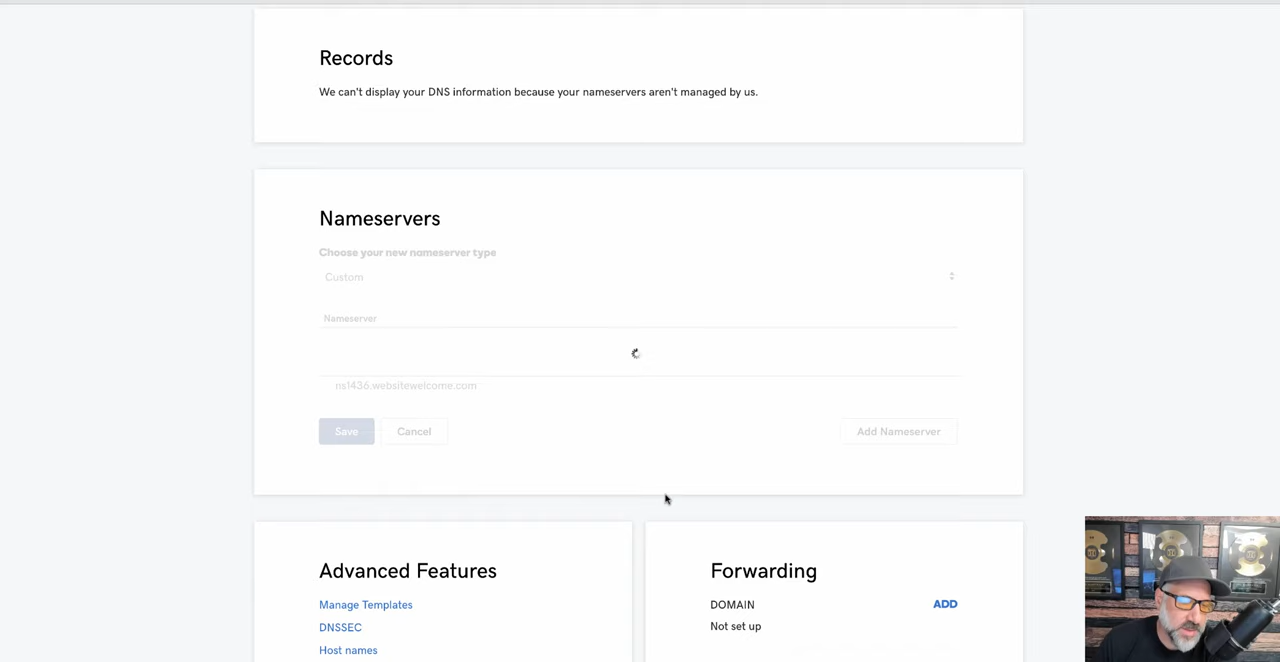 Records
We can't display your DNS information because your nameservers aren't managed by us.
Nameservers
Choose your new nameserver type
Custom
Nameserver
ns1436.websitewelcome.com
Save
Cancel
Add Nameserver
Advanced Features
Manage Templates
DNSSEC
Host names
Forwarding
DOMAIN
ADD
Not set up